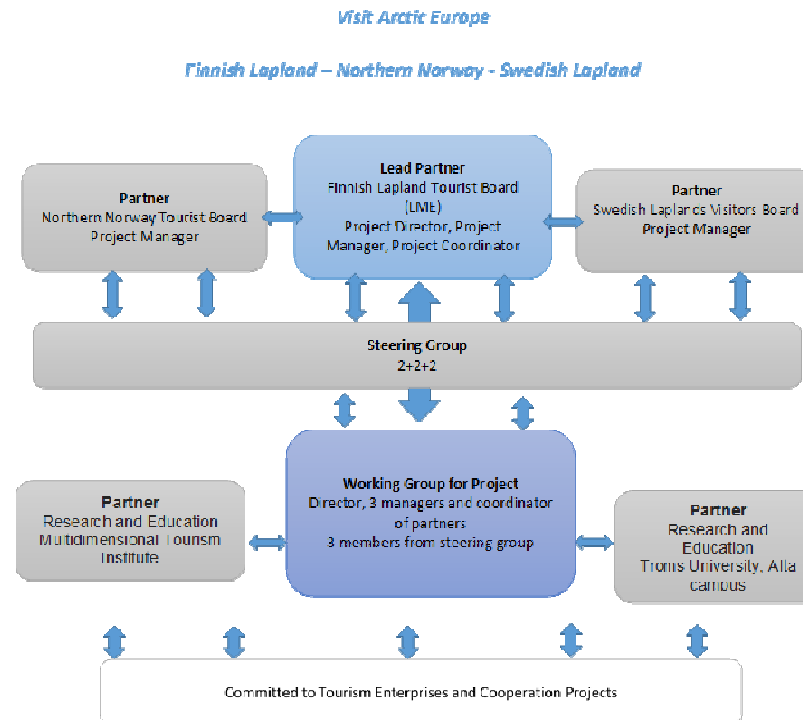 Visit Arctic Europe
Finnish Lapland – Northern Norway - Swedish Lapland
Lead Partner
Finnish Lapland Tourist Board
(LME)
Project Director, Project
Manager, Project Coordinator
Partner
Northern Norway Tourist Board
Project Manager
Partner
Swedish Laplands Visitors Board
Project Manager
Steering Group
2+2+2
Working Group for Project
Director, 3 managers and coordinator
of partners
3 members from steering group
Partner
Research and Education
Multidimensional Tourism
Institute
Partner
Research and
Education
Troms University, Alta
campus
Committed to Tourism Enterprises and Cooperation Projects